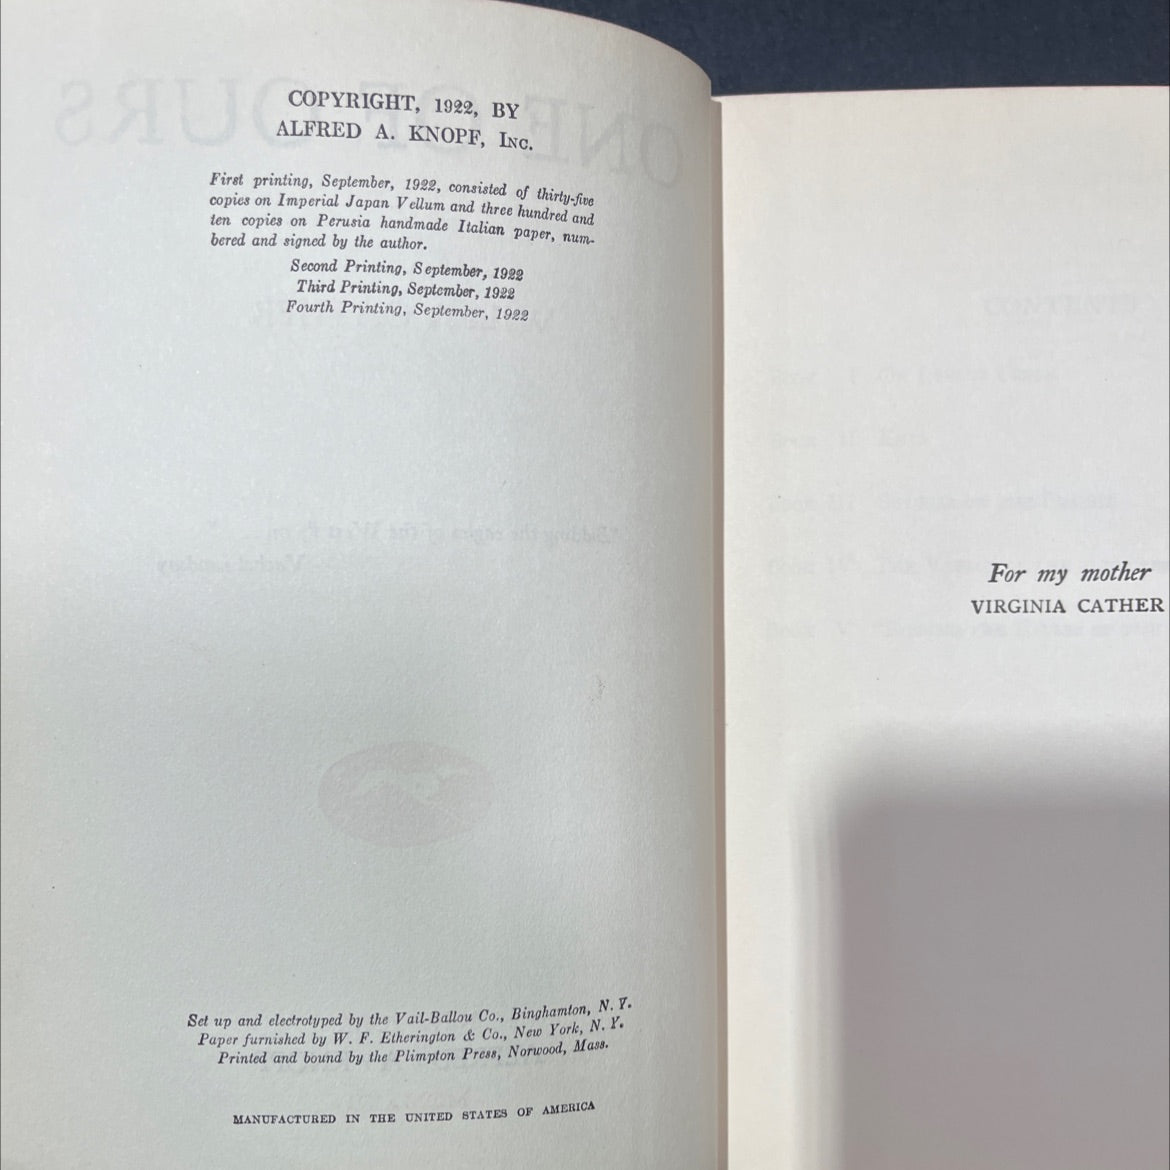 COPYRIGHT, 1922, BY
ALFRED A. KNOPF, INC.
First printing, September, 1922, consisted of thirty-five
copies on Imperial Japan Vellum and three hundred and
ten copies on Perusia handmade Italian paper, num-
bered and signed by the author.
Second Printing, September, 1922
Third Printing, September, 1922
Fourth Printing, September, 1922
Set up and electrotyped by the Vail-Ballou Co., Binghamton, N. Y.
Paper furnished by W. F. Etherington & Co., New York, N. Y.
Printed and bound by the Plimpton Press, Norwood, Mass.
MANUFACTURED IN THE UNITED STATES OF AMERICA
For my mother
VIRGINIA CATHER